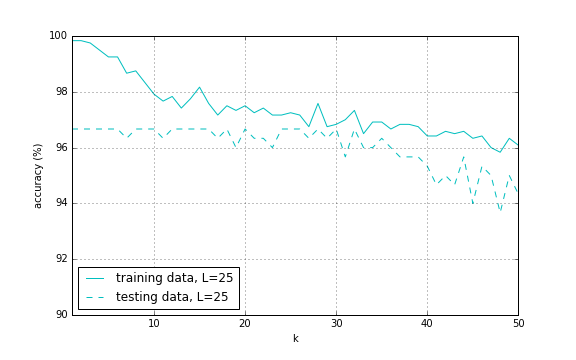 100
98
96
94
92
90
accuracy (%)
training data, L=25
testing data, L=25
10
20
30
40
50
k